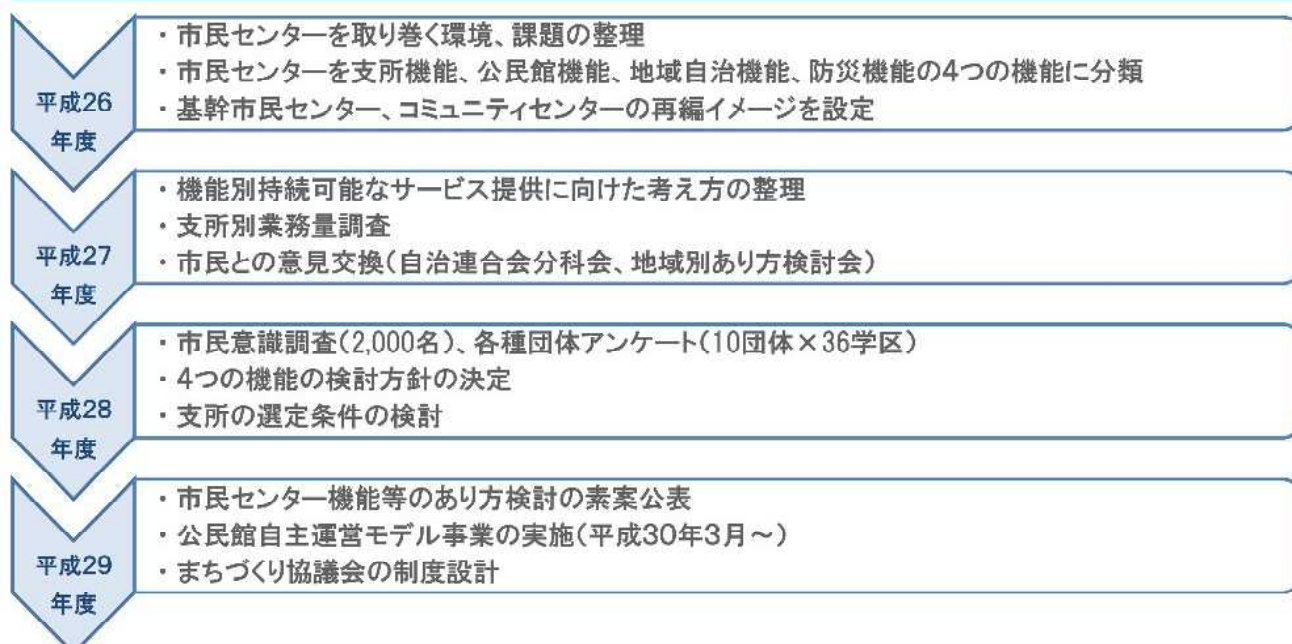 平成26
年度
・市民センターを取り巻く環境、課題の整理
・市民センターを支所機能、公民館機能、地域自治機能、防災機能の4つの機能に分類
・基幹市民センター、コミュニティセンターの再編イメージを設定
平成27
年度
・機能別持続可能なサービス提供に向けた考え方の整理
・支所別業務量調査
・市民との意見交換(自治連合会分科会、地域別あり方検討会)
平成28
年度
・市民意識調査(2,000名)、各種団体アンケート(10団体×36学区)
・4つの機能の検討方針の決定
・支所の選定条件の検討
平成29
年度
・市民センター機能等のあり方検討の素案公表
・公民館自主運営モデル事業の実施(平成30年3月~)
・まちづくり協議会の制度設計